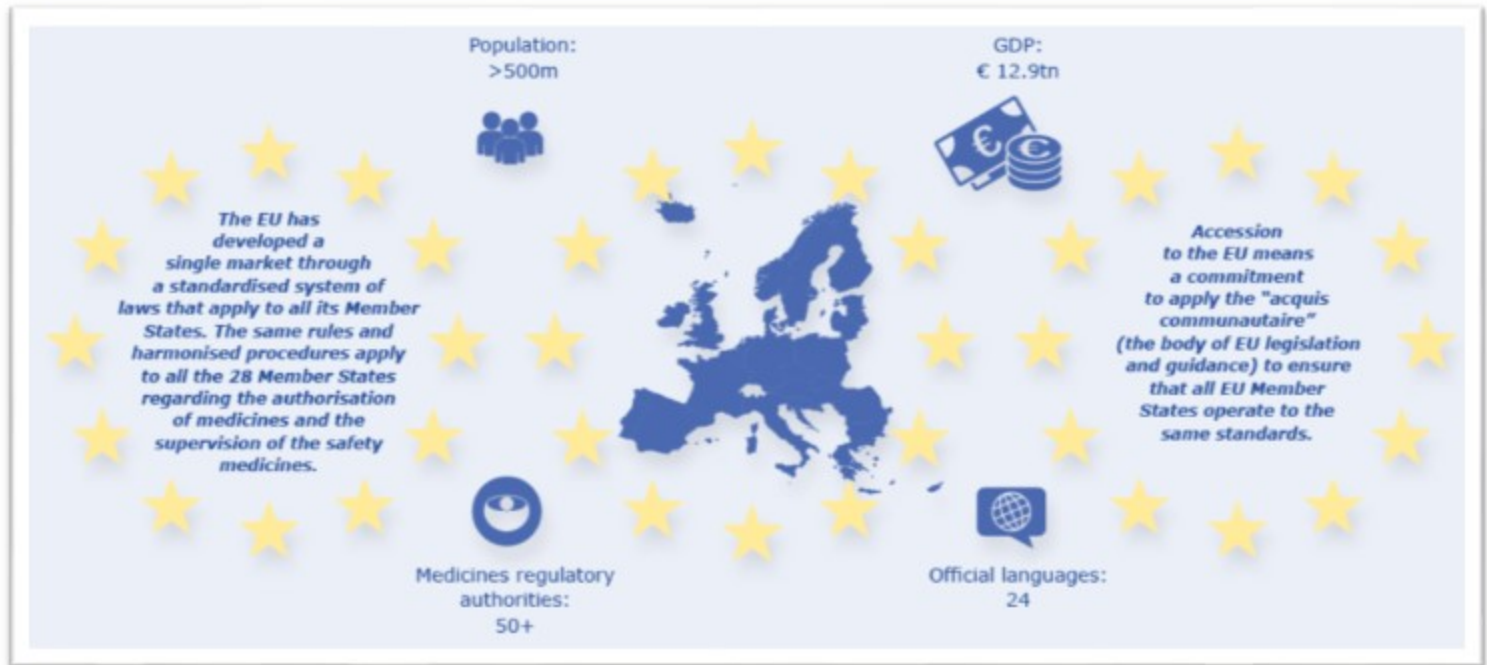 Population:
>500m
GDP:
€ 12.9tn
The EU has
developed a
single market through
a standardised system of
laws that apply to all its Member
States. The same rules and
harmonised procedures apply
to all the 28 Member States
regarding the authorisation
of medicines and the
supervision of the safety
medicines.
Accession
to the EU means
a commitment
to apply the "acquis
communautaire"
(the body of EU legislation
and guidance) to ensure
that all EU Member
States operate to the
same standards.
Medicines regulatory
authorities:
50+
Official languages:
24